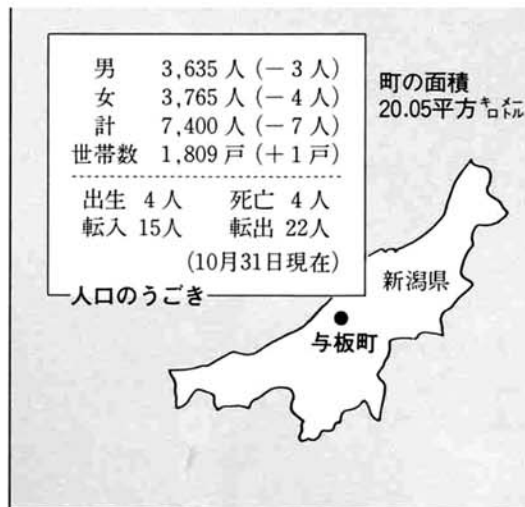 男 3,635人 (－3人)
女 3,765人 (－4人)
計 7,400人 (－7人)
世帯数 1,809戸 (＋1戸)
出生 4人 死亡 4人
転入 15人 転出 22人
(10月31日現在)
人口のうごき
町の面積
20.05平方キロメートル
新潟県
与板町